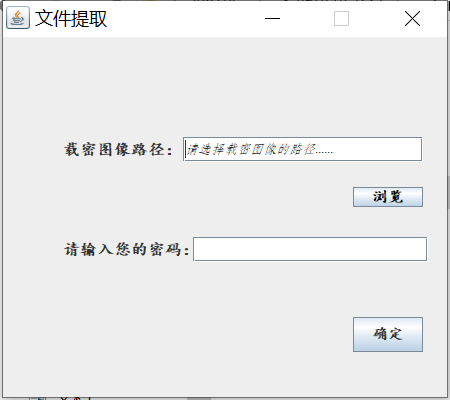 文件提取
载密图像路径：
请选择载密图像的路径......
浏览
请输入您的密码：
确定